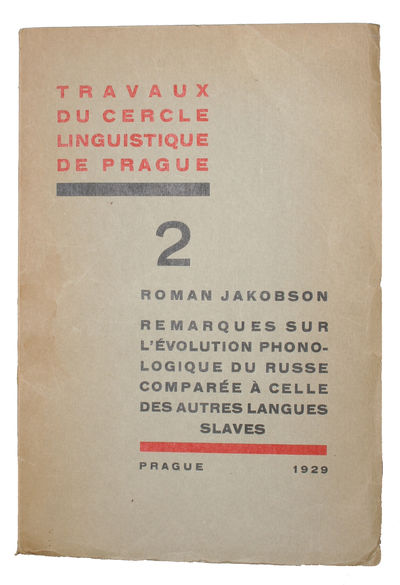 TRAVAUX
DU CERCLE
LINGUISTIQUE
DE PRAGUE
2
ROMAN JAKOBSON
REMARQUES SUR
L'ÉVOLUTION PHONO-
LOGIQUE DU RUSSE
COMPARÉE À CELLE
DES AUTRES LANGUES
SLAVES
PRAGUE 1929